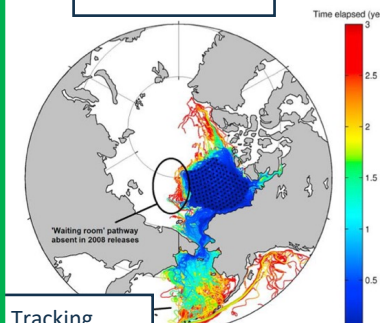 Time elapsed (ye
3
2.5
2
1.5
1
0.5
'Waiting room' pathway
absent in 2008 releases
Tracking